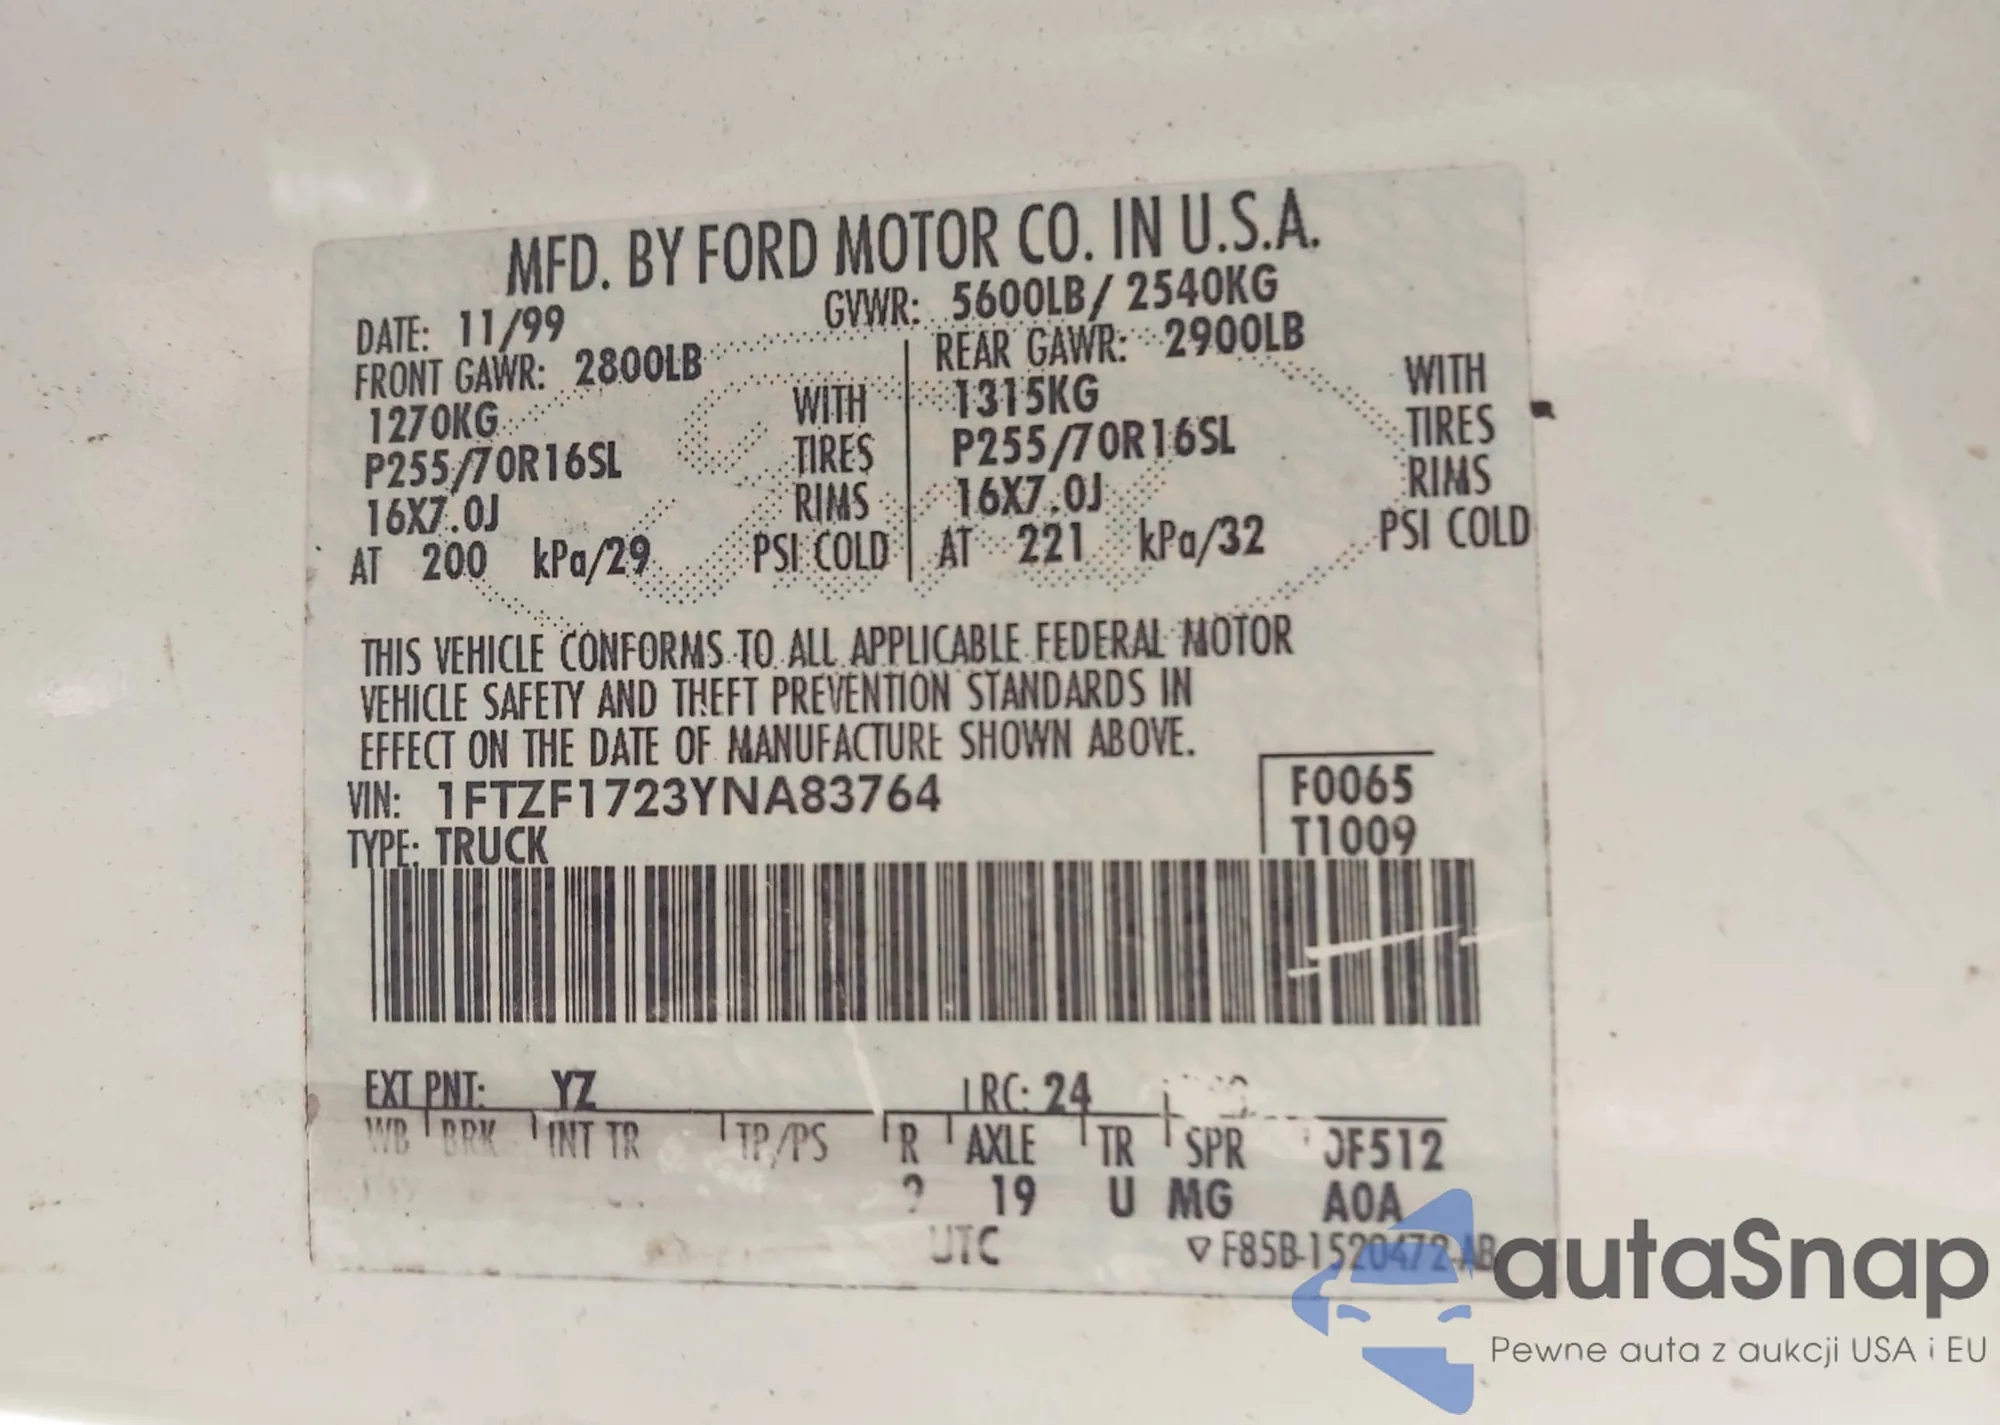 MFD. BY FORD MOTOR CO. IN U.S.A.
DATE: 11/99 GVWR: 5600LB/ 2540KG
FRONT GAWR: 2800LB REAR GAWR: 2900LB
1270KG WITH 1315KG WITH
P255/70R16SL TIRES P255/70R16SL TIRES
16X7.0J RIMS 16X7.0J RIMS
AT 200 kPa/29 PSI COLD AT 221 kPa/32 PSI COLD
THIS VEHICLE CONFORMS TO ALL APPLICABLE FEDERAL MOTOR
VEHICLE SAFETY AND THEFT PREVENTION STANDARDS IN
EFFECT ON THE DATE OF MANUFACTURE SHOWN ABOVE.
VIN: 1FTZF1723YNA83764 F0065
TYPE: TRUCK T1009
EXT PNT: YZ RC: 24
WB BRK INT TR TP/PS R AXLE TR SPR
19 U MG A0A
UTC F85B-1520472-AB
autaSnap
Pewne auta z aukcji USA i EU